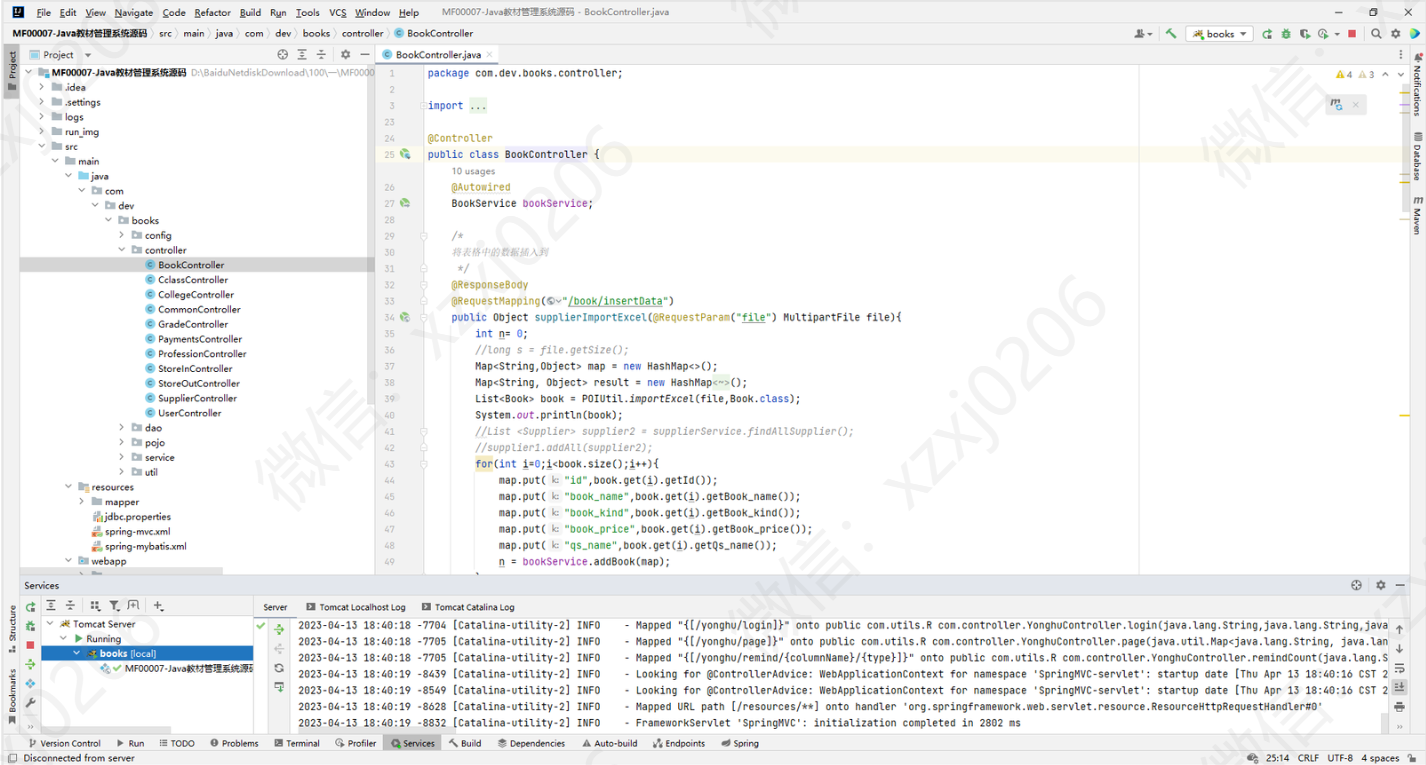 File Edit View Navigate Code Refactor Build Run Tools VCS Window Help MF00007-Java教材管理系统源码 - BookController.java
MF00007-Java教材管理系统源码 src main java com dev books controller BookController
books
Project
BookController.java
Project
MF00007-Java教材管理系统源码 D:\BaiduNetdiskDownload\100\一\MF0000
.idea
.settings
logs
run_img
src
main
java
com
dev
books
config
controller
BookController
CclassController
CollegeController
CommonController
GradeController
PaymentsController
ProfessionController
StoreInController
StoreOutController
SupplierController
UserController
dao
pojo
service
util
resources
mapper
jdbc.properties
spring-mvc.xml
spring-mybatis.xml
webapp
1 package com.dev.books.controller;
2
3 import ...
23
24 @Controller
25 public class BookController {
10 usages
26 @Autowired
27 BookService bookService;
28
29 /*
30 将表格中的数据插入到
31 */
32 @ResponseBody
33 @RequestMapping("/book/insertData")
34 public Object supplierImportExcel(@RequestParam("file") MultipartFile file){
35 int n= 0;
36 //long s = file.getSize();
37 Map<String,Object> map = new HashMap<>();
38 Map<String, Object> result = new HashMap<~>();
39 List<Book> book = POIUtil.importExcel(file,Book.class);
40 System.out.println(book);
41 //List <Supplier> supplier2 = supplierService.findAllSupplier();
42 //supplier1.addAll(supplier2);
43 for(int i=0;i<book.size();i++){
44 map.put( k: "id",book.get(i).getId());
45 map.put( k: "book_name",book.get(i).getBook_name());
46 map.put( k: "book_kind",book.get(i).getBook_kind());
47 map.put( k: "book_price",book.get(i).getBook_price());
48 map.put( k: "qs_name",book.get(i).getQs_name());
49 n = bookService.addBook(map);
4 3
Notifications
Database
Maven
Services
Structure
Bookmarks
Tomcat Server
Running
books [local]
MF00007-Java教材管理系统源码
Server Tomcat Localhost Log Tomcat Catalina Log
2023-04-13 18:40:18 -7704 [Catalina-utility-2] INFO - Mapped "{[//yonghu/login]}" onto public com.utils.R com.controller.YonghuController.login(java.lang.String,java.lang.String,java
2023-04-13 18:40:18 -7705 [Catalina-utility-2] INFO - Mapped "{[//yonghu/page]}" onto public com.utils.R com.controller.YonghuController.page(java.util.Map<java.lang.String, java.lan
2023-04-13 18:40:18 -7705 [Catalina-utility-2] INFO - Mapped "{[//yonghu/remind/{columnName}/{type}]}" onto public com.utils.R com.controller.YonghuController.remindCount(java.lang.S
2023-04-13 18:40:19 -8439 [Catalina-utility-2] INFO - Looking for @ControllerAdvice: WebApplicationContext for namespace 'SpringMVC-servlet': startup date [Thu Apr 13 18:40:16 CST 2
2023-04-13 18:40:19 -8549 [Catalina-utility-2] INFO - Looking for @ControllerAdvice: WebApplicationContext for namespace 'SpringMVC-servlet': startup date [Thu Apr 13 18:40:16 CST 2
2023-04-13 18:40:19 -8628 [Catalina-utility-2] INFO - Mapped URL path [/resources/**] onto handler 'org.springframework.web.servlet.resource.ResourceHttpRequestHandler#0'
2023-04-13 18:40:19 -8832 [Catalina-utility-2] INFO - FrameworkServlet 'SpringMVC': initialization completed in 2802 ms
Version Control Run TODO Problems Terminal Profiler Services Build Dependencies Auto-build Endpoints Spring
Disconnected from server 25:14 CRLF UTF-8 4 spaces
微信：xzxj0206
微信：xzxj0206